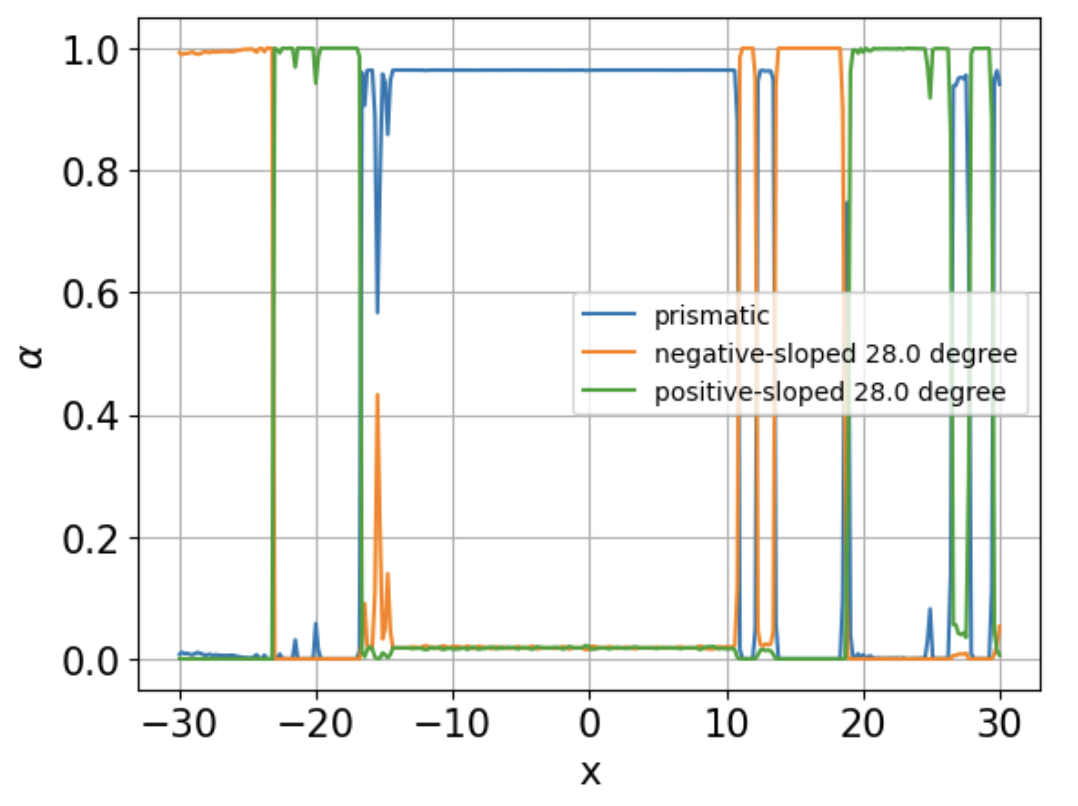 1.0
0.8
0.6
0.4
0.2
0.0
α
prismatic
negative-sloped 28.0 degree
positive-sloped 28.0 degree
−30 −20 −10 0 10 20 30
x